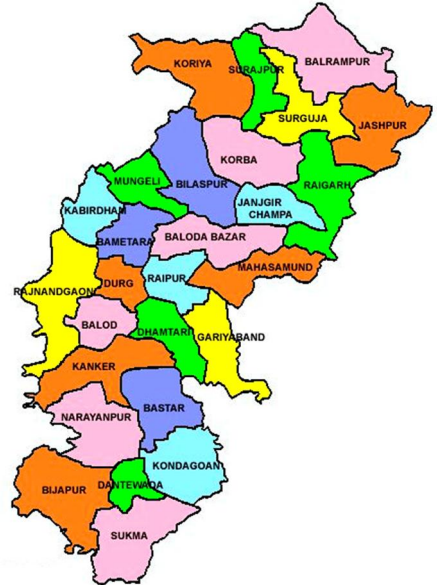 BALRAMPUR
KORIYA
SURAJPUR
SURGUJA
JASHPUR
KORBA
MUNGELI
BILASPUR
RAIGARH
JANJGIR
CHAMPA
KABIRDHAM
BAMETARA
BALODA BAZAR
MAHASAMUND
RAJNANDGAON
DURG
RAIPUR
BALOD
DHAMTARI
GARIYABAND
KANKER
BASTAR
NARAYANPUR
KONDAGOAN
BIJAPUR
DANTEWADA
SUKMA